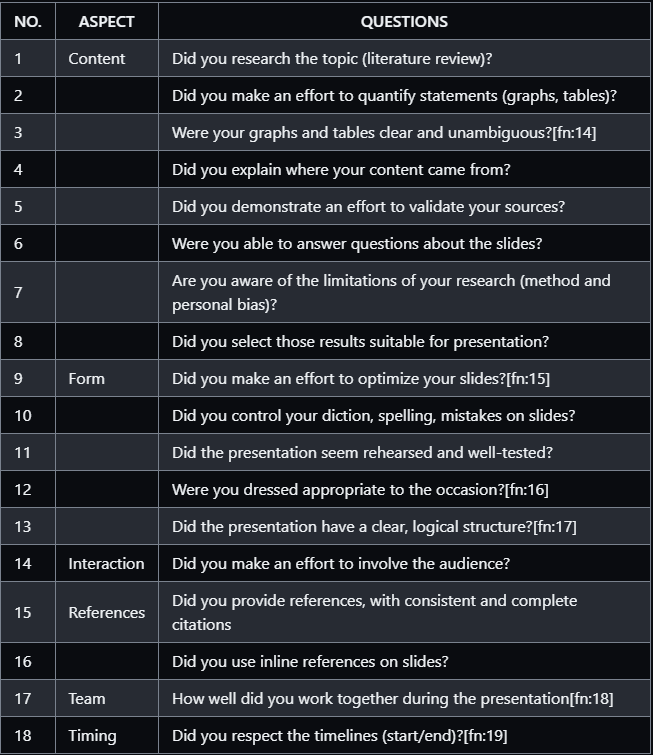 NO. ASPECT QUESTIONS
1 Content Did you research the topic (literature review)?
2 Did you make an effort to quantify statements (graphs, tables)?
3 Were your graphs and tables clear and unambiguous?[fn:14]
4 Did you explain where your content came from?
5 Did you demonstrate an effort to validate your sources?
6 Were you able to answer questions about the slides?
7 Are you aware of the limitations of your research (method and
personal bias)?
8 Did you select those results suitable for presentation?
9 Form Did you make an effort to optimize your slides?[fn:15]
10 Did you control your diction, spelling, mistakes on slides?
11 Did the presentation seem rehearsed and well-tested?
12 Were you dressed appropriate to the occasion?[fn:16]
13 Did the presentation have a clear, logical structure?[fn:17]
14 Interaction Did you make an effort to involve the audience?
15 References Did you provide references, with consistent and complete
citations
16 Did you use inline references on slides?
17 Team How well did you work together during the presentation[fn:18]
18 Timing Did you respect the timelines (start/end)?[fn:19]